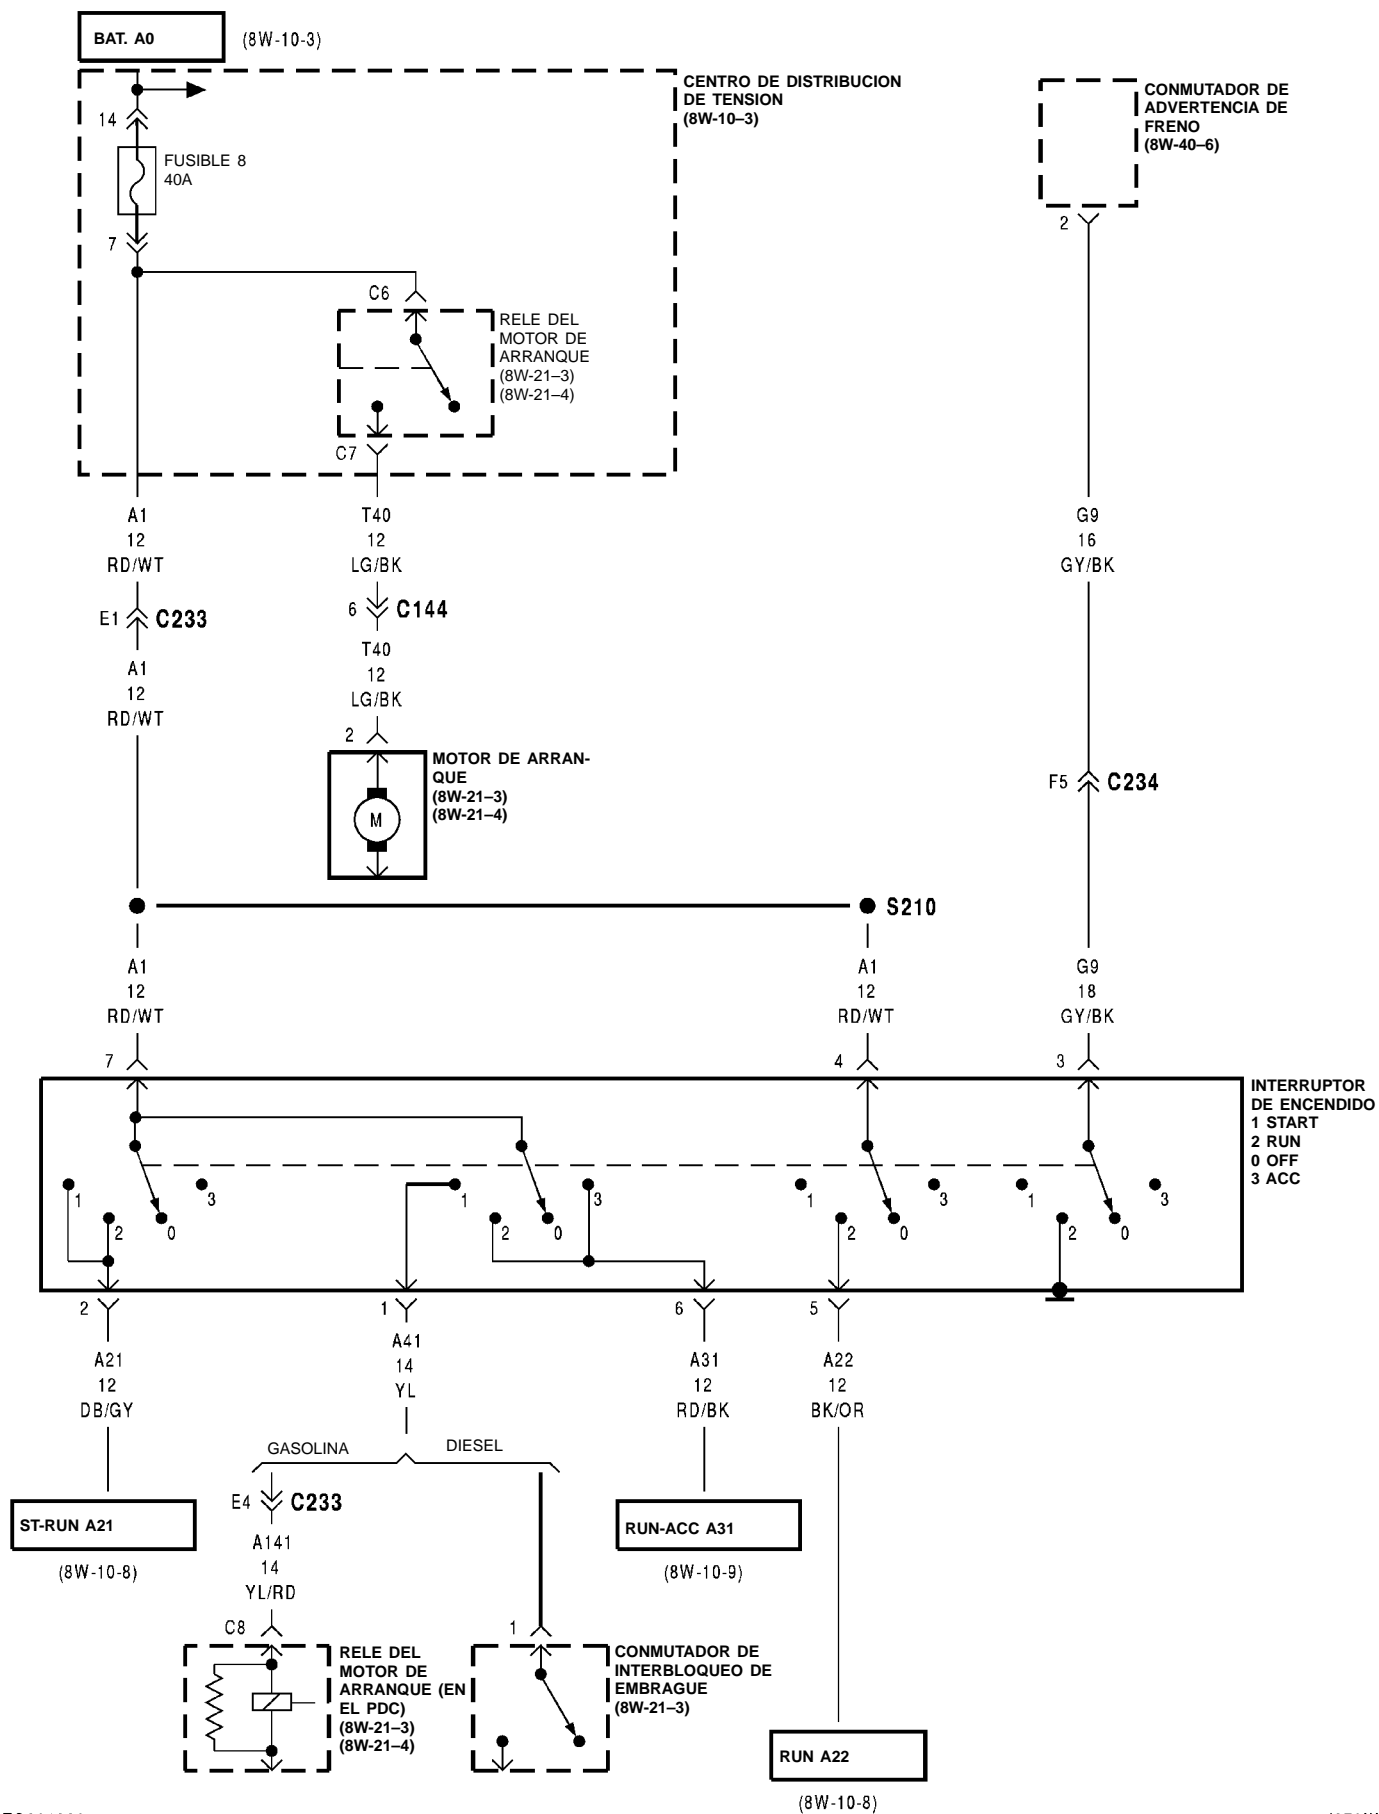 BAT. A0
(8W-10-3)
CENTRO DE DISTRIBUCION
DE TENSION
(8W-10–3)
CONMUTADOR DE
ADVERTENCIA DE
FRENO
(8W-40–6)
14
FUSIBLE 8
40A
7
2
C6
RELE DEL
MOTOR DE
ARRANQUE
(8W-21–3)
(8W-21–4)
C7
A1
12
RD/WT
T40
12
LG/BK
G9
16
GY/BK
E1
C233
6
C144
A1
12
RD/WT
T40
12
LG/BK
2
MOTOR DE ARRAN-
QUE
(8W-21–3)
(8W-21–4)
M
F5
C234
S210
A1
12
RD/WT
A1
12
RD/WT
G9
18
GY/BK
7
4
3
INTERRUPTOR
DE ENCENDIDO
1 START
2 RUN
0 OFF
3 ACC
1
2
0
3
1
2
0
3
1
2
0
3
1
2
0
3
2
1
6
5
A21
12
DB/GY
A41
14
YL
A31
12
RD/BK
A22
12
BK/OR
GASOLINA
DIESEL
E4
C233
ST-RUN A21
(8W-10-8)
RUN-ACC A31
(8W-10-9)
A141
14
YL/RD
C8
RELE DEL
MOTOR DE
ARRANQUE (EN
EL PDC)
(8W-21–3)
(8W-21–4)
1
CONMUTADOR DE
INTERBLOQUEO DE
EMBRAGUE
(8W-21–3)
RUN A22
(8W-10-8)